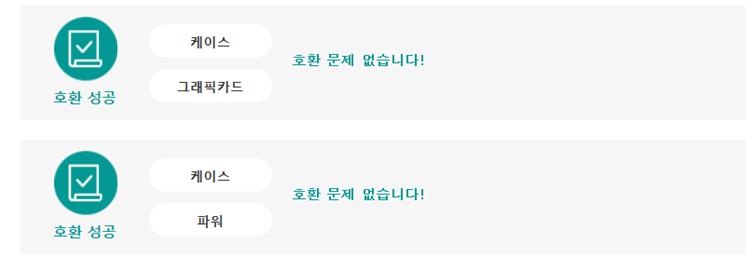 케이스
호환 문제 없습니다!
그래픽카드
호환 성공
케이스
호환 문제 없습니다!
파워
호환 성공